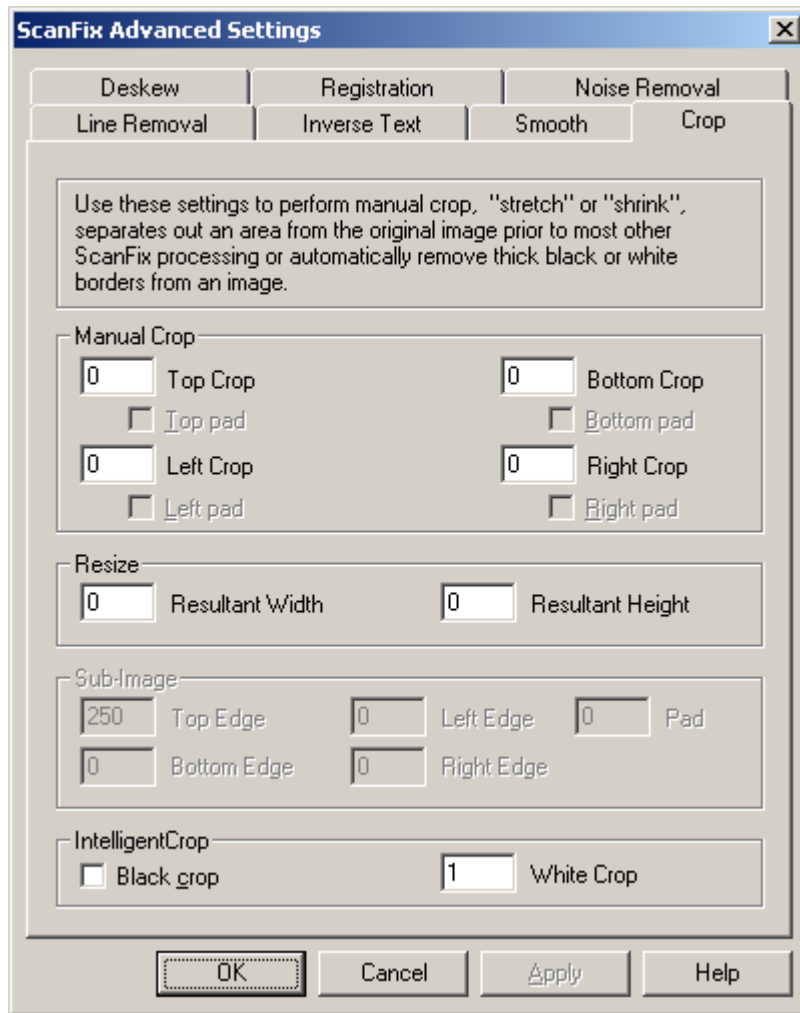 ScanFix Advanced Settings
Deskew Registration Noise Removal
Line Removal Inverse Text Smooth Crop
Use these settings to perform manual crop, "stretch" or "shrink",
separates out an area from the original image prior to most other
ScanFix processing or automatically remove thick black or white
borders from an image.
Manual Crop
0 Top Crop 0 Bottom Crop
Top pad Bottom pad
0 Left Crop 0 Right Crop
Left pad Right pad
Resize
0 Resultant Width 0 Resultant Height
Sub-Image
250 Top Edge 0 Left Edge 0 Pad
0 Bottom Edge 0 Right Edge
IntelligentCrop
Black crop 1 White Crop
OK Cancel Apply Help